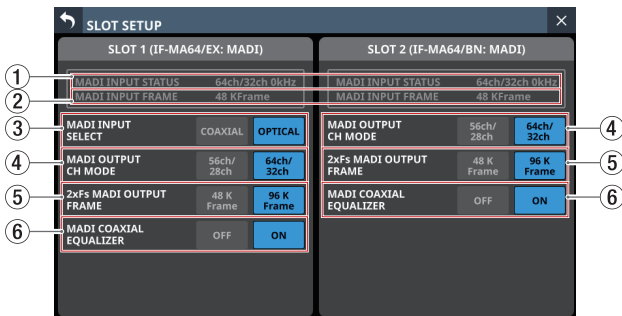 SLOT SETUP
SLOT 1 (IF-MA64/EX: MADI)
1
MADI INPUT STATUS 64ch/32ch 0kHz
2
MADI INPUT FRAME 48 KFrame
3
MADI INPUT
SELECT
COAXIAL
OPTICAL
4
MADI OUTPUT
CH MODE
56ch/
28ch
64ch/
32ch
5
2xFs MADI OUTPUT
FRAME
48 K
Frame
96 K
Frame
6
MADI COAXIAL
EQUALIZER
OFF
ON
SLOT 2 (IF-MA64/BN: MADI)
MADI INPUT STATUS 64ch/32ch 0kHz
MADI INPUT FRAME 48 KFrame
MADI OUTPUT
CH MODE
56ch/
28ch
64ch/
32ch
4
2xFs MADI OUTPUT
FRAME
48 K
Frame
96 K
Frame
5
MADI COAXIAL
EQUALIZER
OFF
ON
6